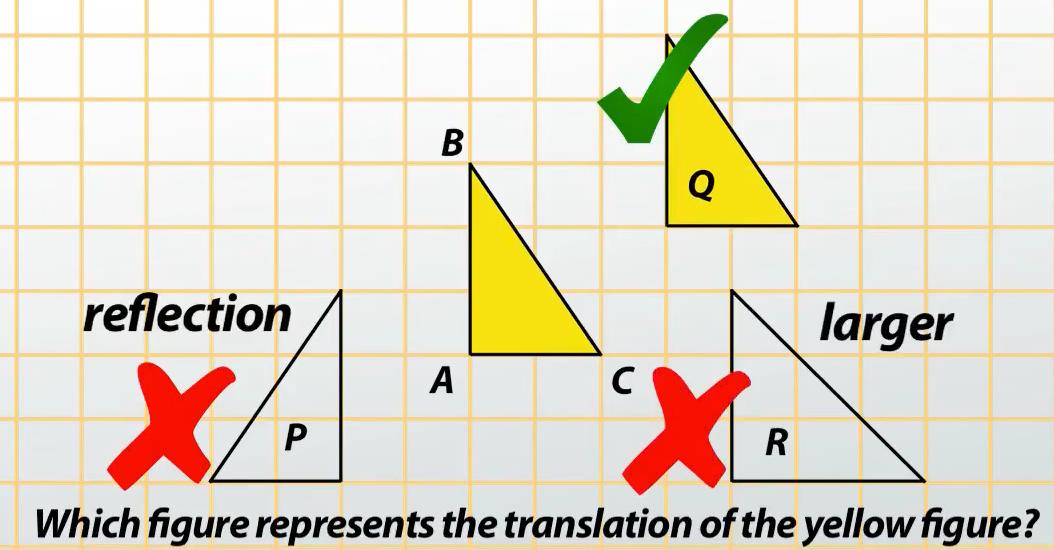 B
Q
reflection
larger
A
C
P
R
Which figure represents the translation of the yellow figure?